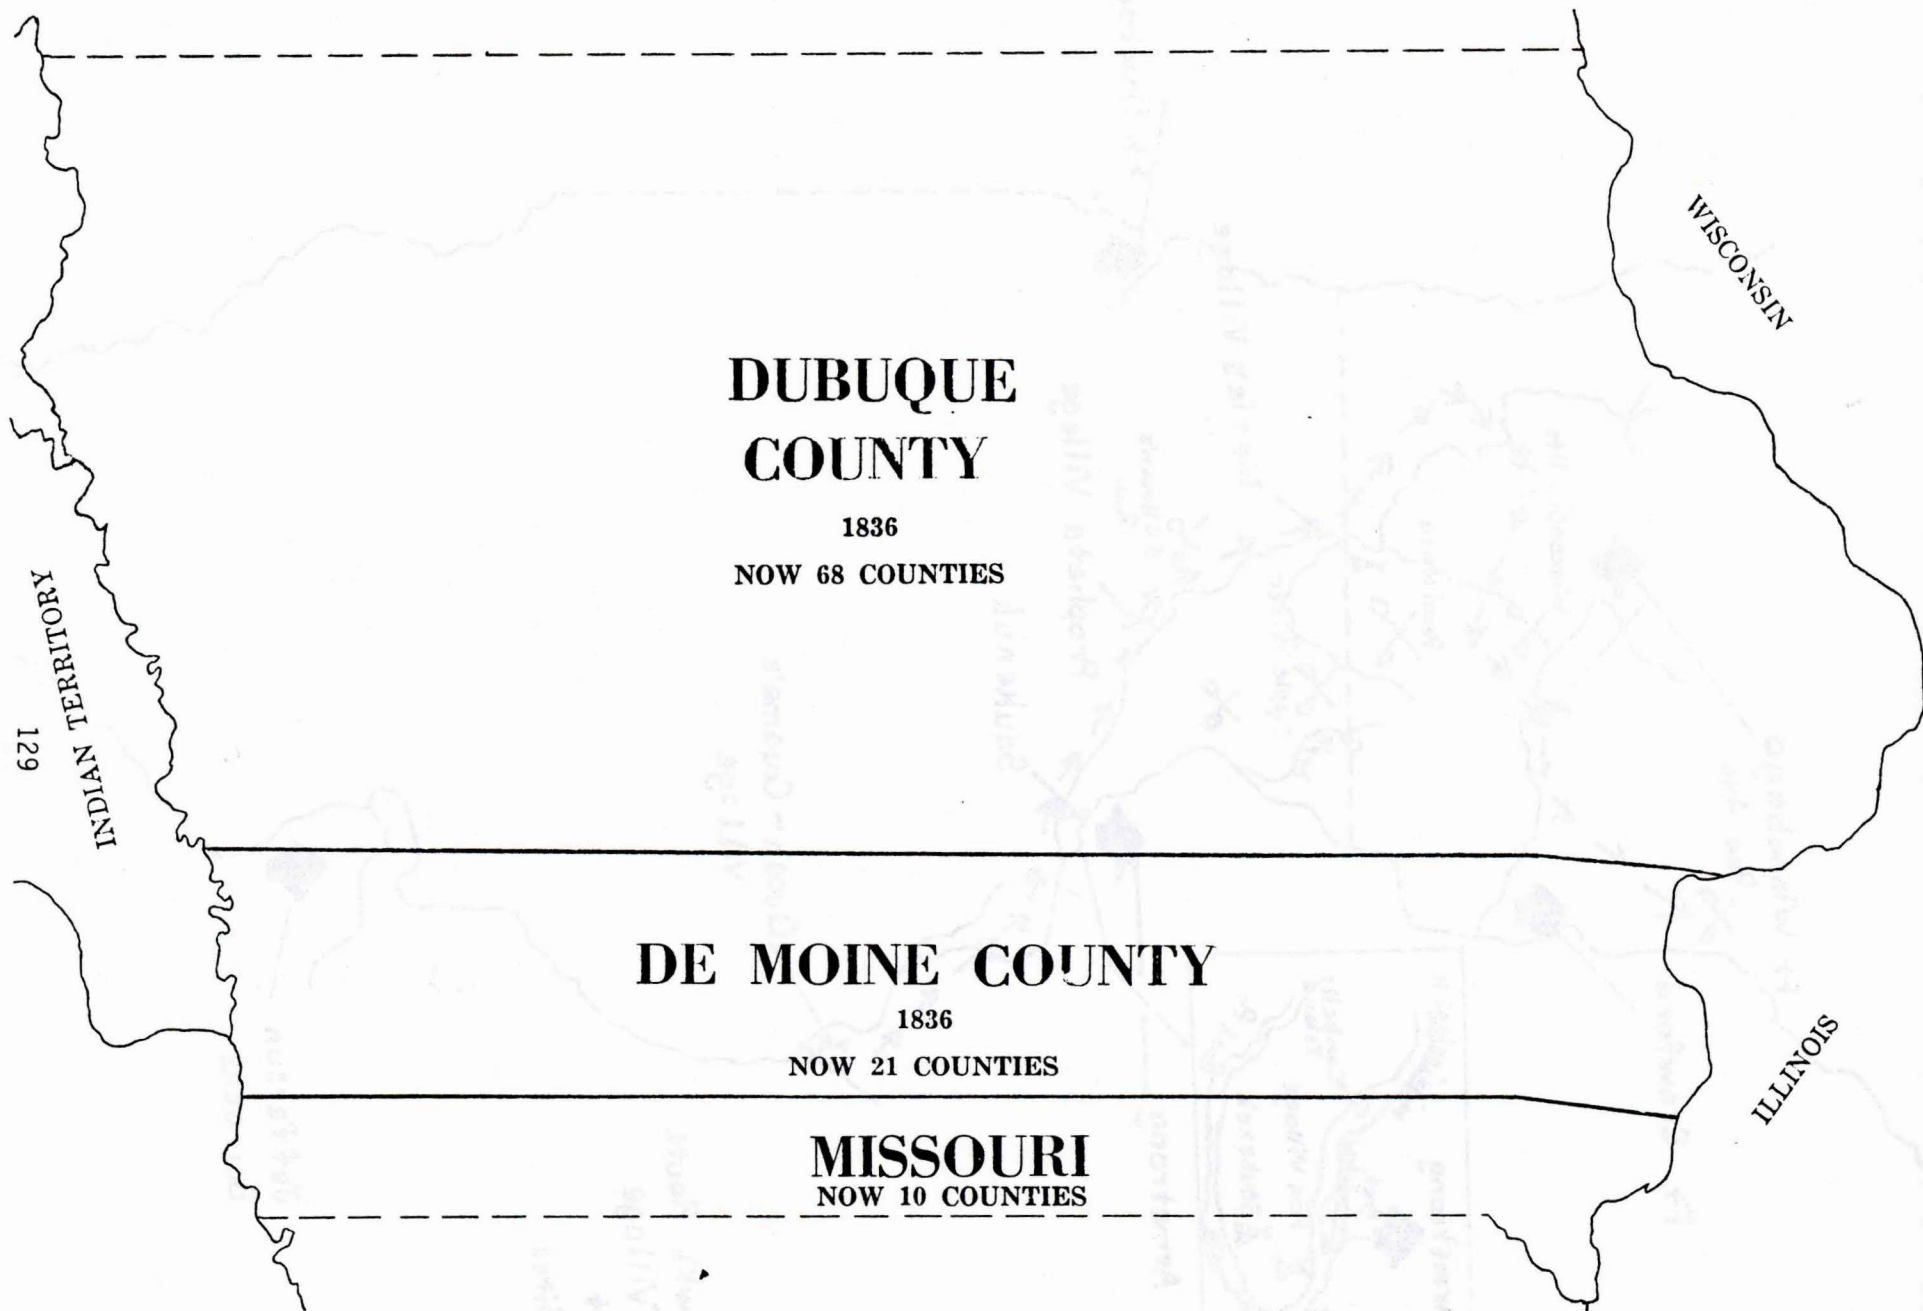 WISCONSIN
DUBUQUE
COUNTY
1836
NOW 68 COUNTIES
INDIAN TERRITORY
129
DE MOINE COUNTY
1836
NOW 21 COUNTIES
ILLINOIS
MISSOURI
NOW 10 COUNTIES